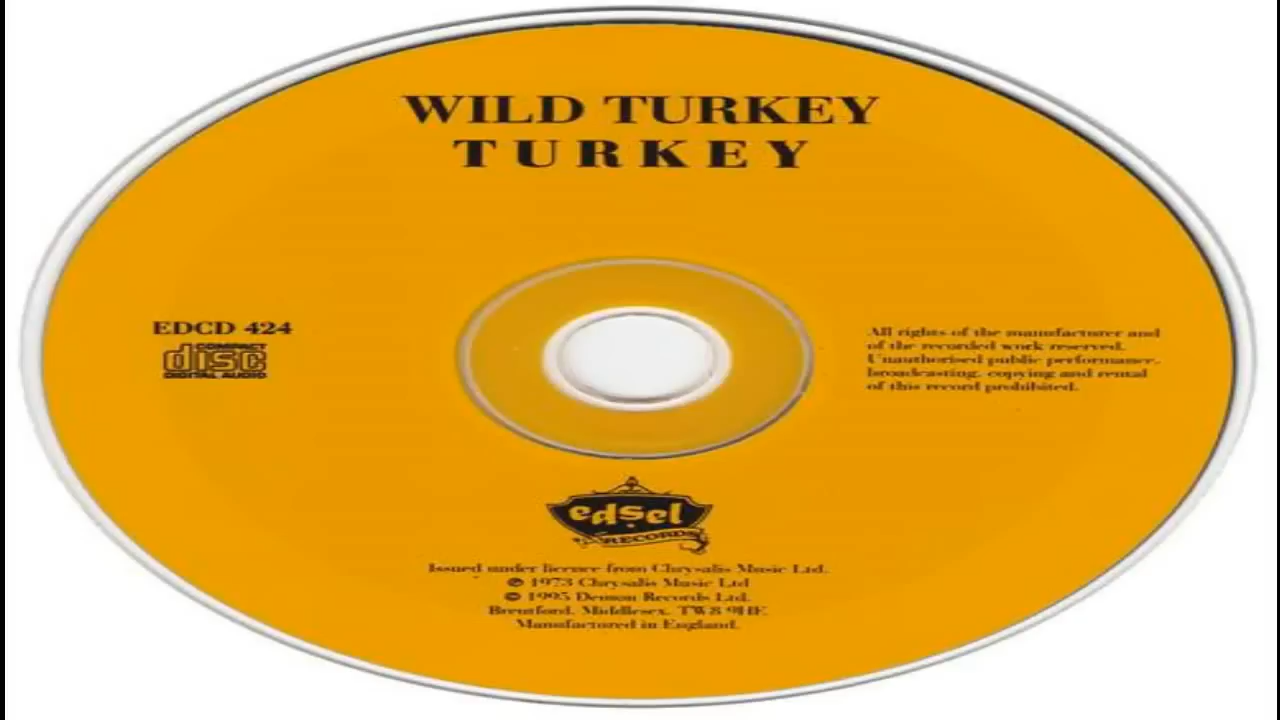 WILD TURKEY
TURKEY
EDCD 424
COMPACT
disc
DIGITAL AUDIO
All rights of the manufacturer and
of the recorded work reserved.
Unauthorised public performance,
broadcasting, copying and rental
of this record prohibited.
edsel
RECORDS
Issued under licence from Chrysalis Music Ltd.
℗ 1973 Chrysalis Music Ltd
© 1995 Demon Records Ltd.
Brentford, Middlesex, TW8 9HF
Manufactured in England.